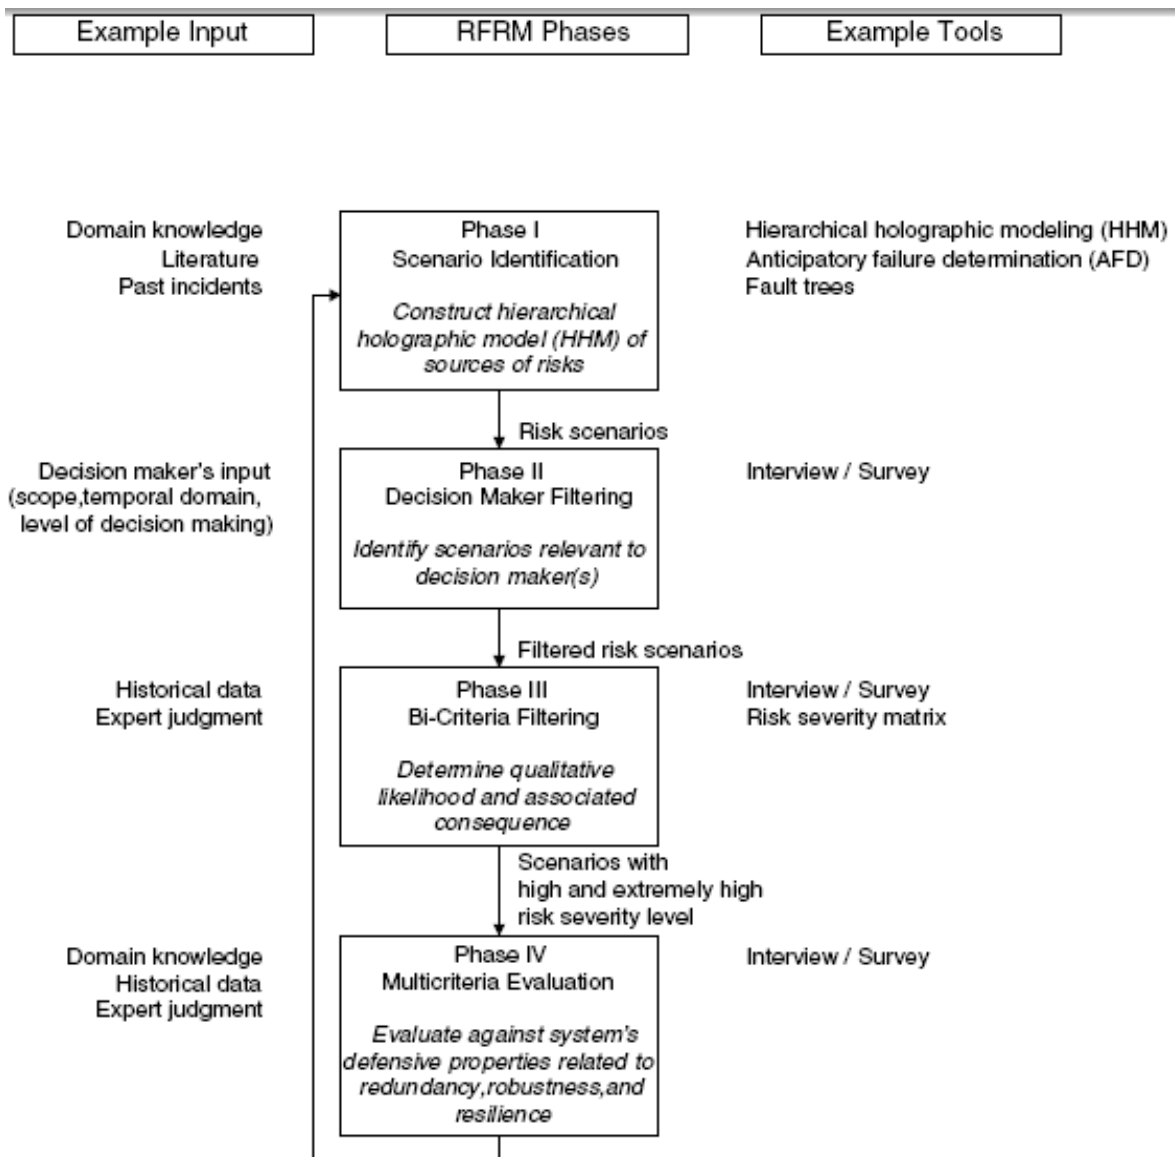 Example Input
RFRM Phases
Example Tools
Domain knowledge
Literature
Past incidents
Phase I
Scenario Identification
Construct hierarchical
holographic model (HHM) of
sources of risks
Hierarchical holographic modeling (HHM)
Anticipatory failure determination (AFD)
Fault trees
Risk scenarios
Decision maker's input
(scope,temporal domain,
level of decision making)
Phase II
Decision Maker Filtering
Identify scenarios relevant to
decision maker(s)
Interview / Survey
Filtered risk scenarios
Historical data
Expert judgment
Phase III
Bi-Criteria Filtering
Determine qualitative
likelihood and associated
consequence
Interview / Survey
Risk severity matrix
Scenarios with
high and extremely high
risk severity level
Domain knowledge
Historical data
Expert judgment
Phase IV
Multicriteria Evaluation
Evaluate against system's
defensive properties related to
redundancy,robustness,and
resilience
Interview / Survey